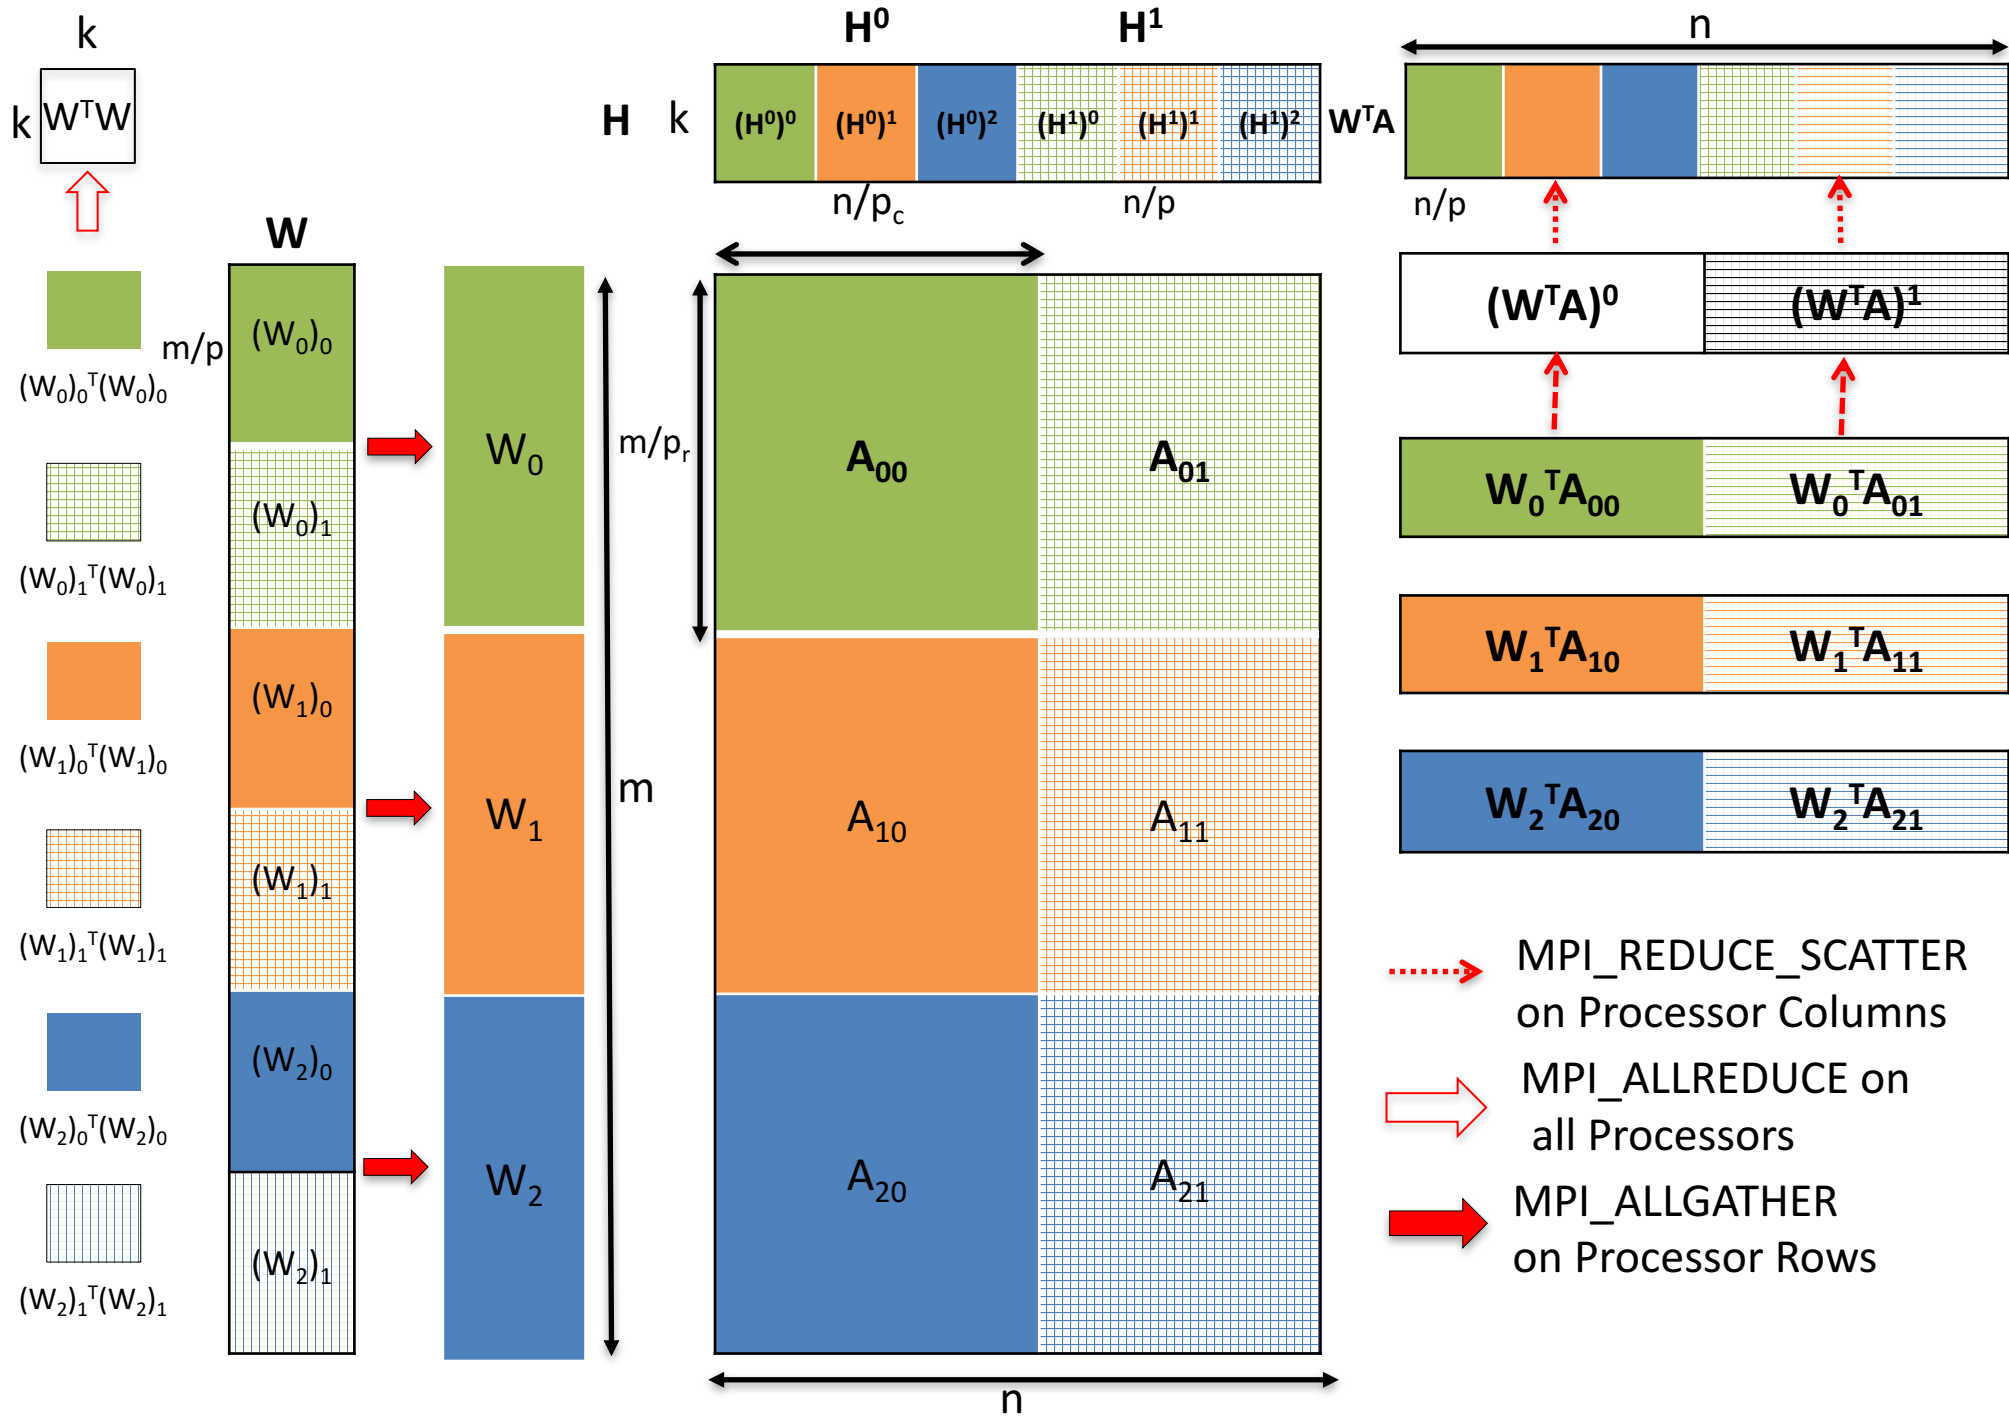 k
k
WᵀW
H⁰ H¹
H k
(H⁰)⁰ (H⁰)¹ (H⁰)² (H¹)⁰ (H¹)¹ (H¹)²
n/p_c n/p
n
WᵀA
n/p
(WᵀA)⁰ (WᵀA)¹
W₀ᵀA₀₀ W₀ᵀA₀₁
W₁ᵀA₁₀ W₁ᵀA₁₁
W₂ᵀA₂₀ W₂ᵀA₂₁
W
m/p
(W₀)₀
(W₀)₁
(W₁)₀
(W₁)₁
(W₂)₀
(W₂)₁
(W₀)₀ᵀ(W₀)₀
(W₀)₁ᵀ(W₀)₁
(W₁)₀ᵀ(W₁)₀
(W₁)₁ᵀ(W₁)₁
(W₂)₀ᵀ(W₂)₀
(W₂)₁ᵀ(W₂)₁
W₀
W₁
W₂
m
m/pᵣ
A₀₀ A₀₁
A₁₀ A₁₁
A₂₀ A₂₁
n
MPI_REDUCE_SCATTER
on Processor Columns
MPI_ALLREDUCE on
all Processors
MPI_ALLGATHER
on Processor Rows